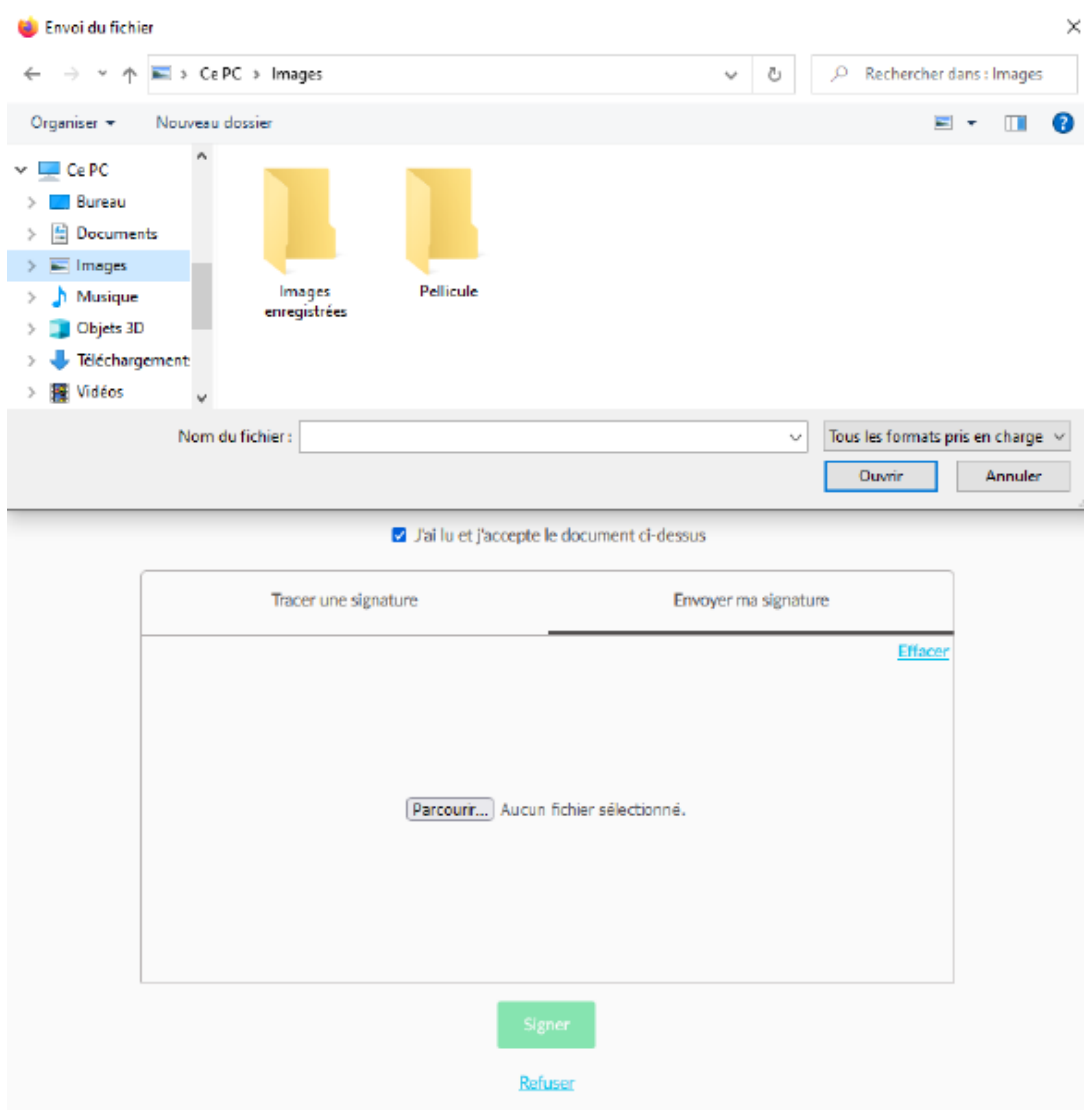 Envoi du fichier
Ce PC > Images
Rechercher dans : Images
Organiser
Nouveau dossier
Ce PC
Bureau
Documents
Images
Musique
Objets 3D
Téléchargement
Vidéos
Images
enregistrées
Pellicule
Nom du fichier :
Tous les formats pris en charge
Ouvrir
Annuler
J'ai lu et j'accepte le document ci-dessus
Tracer une signature
Envoyer ma signature
Effacer
Parcourir... Aucun fichier sélectionné.
Signer
Refuser